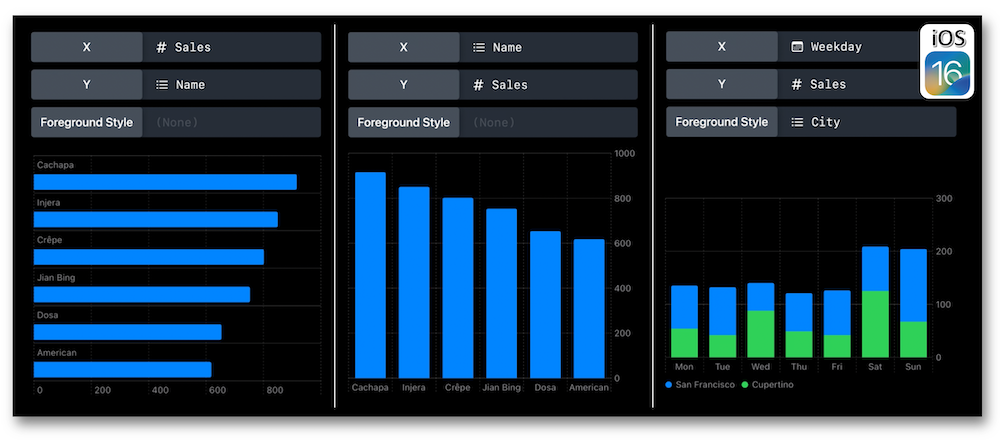 X # Sales
Y Name
Foreground Style (None)
Cachapa
Injera
Crêpe
Jian Bing
Dosa
American
0 200 400 600 800
X Name
Y # Sales
Foreground Style (None)
1000
800
600
400
200
0
Cachapa Injera Crêpe Jian Bing Dosa American
X Weekday
Y # Sales
Foreground Style City
iOS
16
300
200
100
0
Mon Tue Wed Thu Fri Sat Sun
San Francisco Cupertino